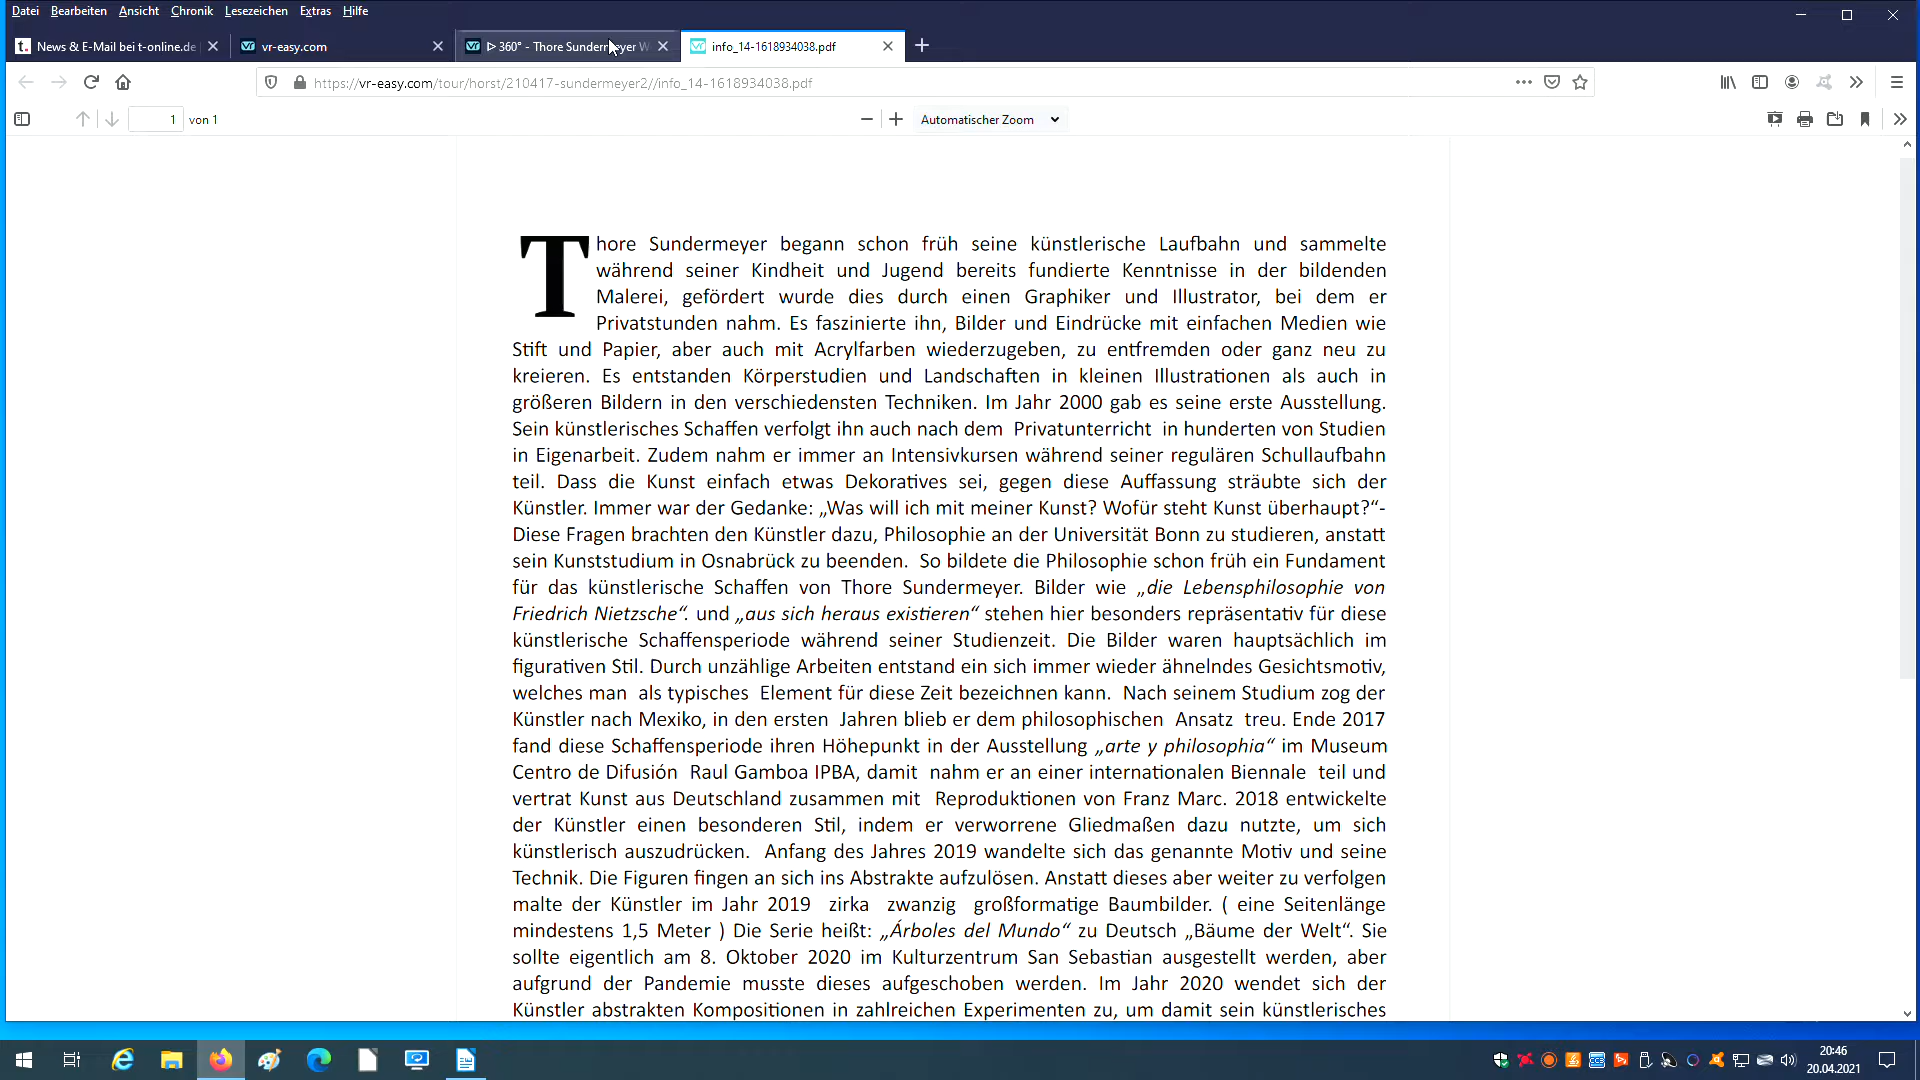 Datei Bearbeiten Ansicht Chronik Lesezeichen Extras Hilfe
t. News & E-Mail bei t-online.de
vr-easy.com
360° - Thore Sundermeyer W
info_14-1618934038.pdf
https://vr-easy.com/tour/horst/210417-sundermeyer2//info_14-1618934038.pdf
1 von 1
Automatischer Zoom
Thore Sundermeyer begann schon früh seine künstlerische Laufbahn und sammelte
während seiner Kindheit und Jugend bereits fundierte Kenntnisse in der bildenden
Malerei, gefördert wurde dies durch einen Graphiker und Illustrator, bei dem er
Privatstunden nahm. Es faszinierte ihn, Bilder und Eindrücke mit einfachen Medien wie
Stift und Papier, aber auch mit Acrylfarben wiederzugeben, zu entfremden oder ganz neu zu
kreieren. Es entstanden Körperstudien und Landschaften in kleinen Illustrationen als auch in
größeren Bildern in den verschiedensten Techniken. Im Jahr 2000 gab es seine erste Ausstellung.
Sein künstlerisches Schaffen verfolgt ihn auch nach dem Privatunterricht in hunderten von Studien
in Eigenarbeit. Zudem nahm er immer an Intensivkursen während seiner regulären Schullaufbahn
teil. Dass die Kunst einfach etwas Dekoratives sei, gegen diese Auffassung sträubte sich der
Künstler. Immer war der Gedanke: „Was will ich mit meiner Kunst? Wofür steht Kunst überhaupt?“-
Diese Fragen brachten den Künstler dazu, Philosophie an der Universität Bonn zu studieren, anstatt
sein Kunststudium in Osnabrück zu beenden. So bildete die Philosophie schon früh ein Fundament
für das künstlerische Schaffen von Thore Sundermeyer. Bilder wie „die Lebensphilosophie von
Friedrich Nietzsche“. und „aus sich heraus existieren“ stehen hier besonders repräsentativ für diese
künstlerische Schaffensperiode während seiner Studienzeit. Die Bilder waren hauptsächlich im
figurativen Stil. Durch unzählige Arbeiten entstand ein sich immer wieder ähnelndes Gesichtsmotiv,
welches man als typisches Element für diese Zeit bezeichnen kann. Nach seinem Studium zog der
Künstler nach Mexiko, in den ersten Jahren blieb er dem philosophischen Ansatz treu. Ende 2017
fand diese Schaffensperiode ihren Höhepunkt in der Ausstellung „arte y philosophia“ im Museum
Centro de Difusión Raul Gamboa IPBA, damit nahm er an einer internationalen Biennale teil und
vertrat Kunst aus Deutschland zusammen mit Reproduktionen von Franz Marc. 2018 entwickelte
der Künstler einen besonderen Stil, indem er verworrene Gliedmaßen dazu nutzte, um sich
künstlerisch auszudrücken. Anfang des Jahres 2019 wandelte sich das genannte Motiv und seine
Technik. Die Figuren fingen an sich ins Abstrakte aufzulösen. Anstatt dieses aber weiter zu verfolgen
malte der Künstler im Jahr 2019 zirka zwanzig großformatige Baumbilder. ( eine Seitenlänge
mindestens 1,5 Meter ) Die Serie heißt: „Árboles del Mundo“ zu Deutsch „Bäume der Welt“. Sie
sollte eigentlich am 8. Oktober 2020 im Kulturzentrum San Sebastian ausgestellt werden, aber
aufgrund der Pandemie musste dieses aufgeschoben werden. Im Jahr 2020 wendet sich der
Künstler abstrakten Kompositionen in zahlreichen Experimenten zu, um damit sein künstlerisches
20:46
20.04.2021